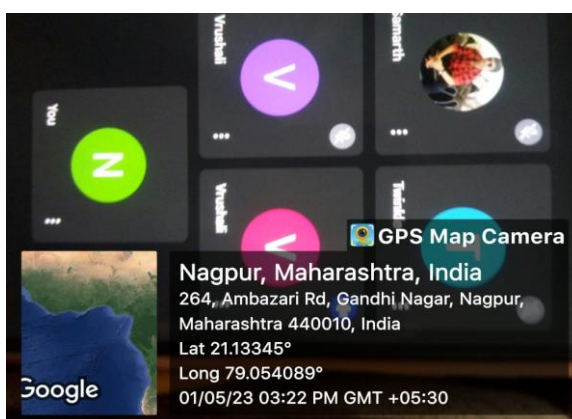 Samarth
Vrushali
You
N
V
V
Vrushali
GPS Map Camera
Nagpur, Maharashtra, India
264, Ambazari Rd, Gandhi Nagar, Nagpur,
Maharashtra 440010, India
Lat 21.13345°
Long 79.054089°
01/05/23 03:22 PM GMT +05:30
Google